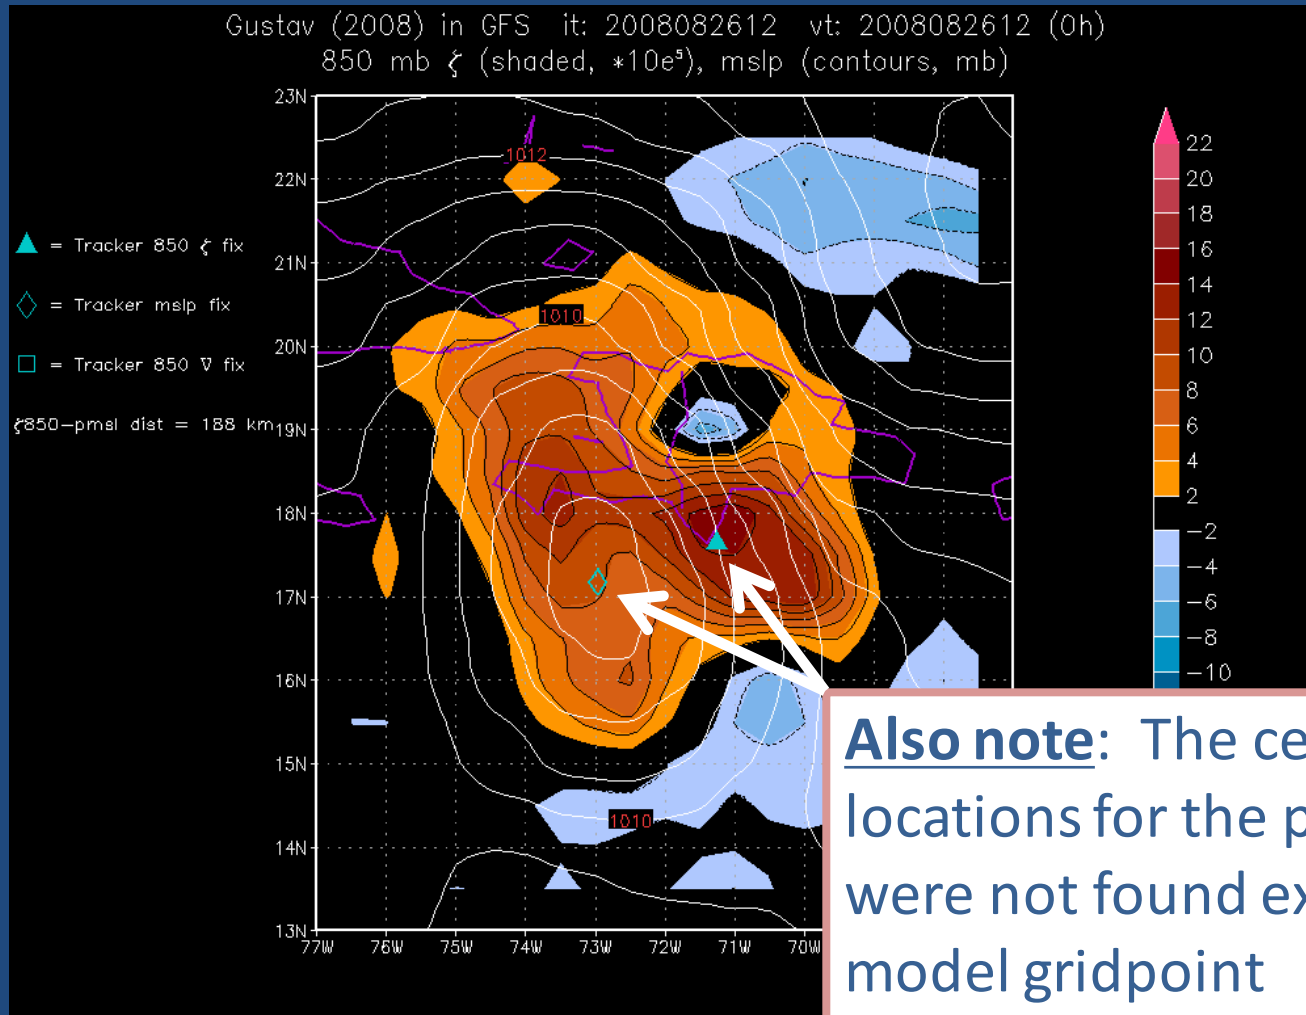 Gustav (2008) in GFS it: 2008082612 vt: 2008082612 (0h)
850 mb ζ (shaded, *10e⁵), mslp (contours, mb)
▲ = Tracker 850 ζ fix
◇ = Tracker mslp fix
□ = Tracker 850 ∇ fix
ζ850-pmsl dist = 188 km
23N
22N
21N
20N
19N
18N
17N
16N
15N
14N
13N
77W 76W 75W 74W 73W 72W 71W 70W
1012
1010
1010
22
20
18
16
14
12
10
8
6
4
2
-2
-4
-6
-8
-10
Also note: The ce
locations for the p
were not found ex
model gridpoint